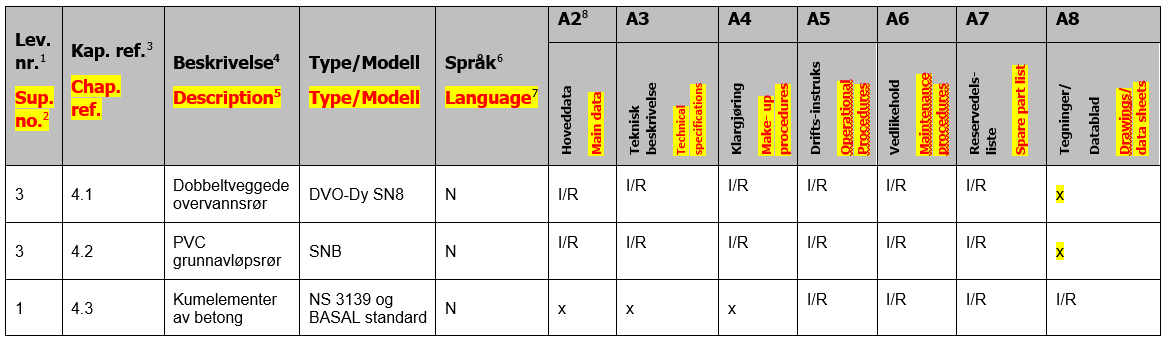 Lev. nr.¹ Sup. no.²
Kap. ref.³ Chap. ref.
Beskrivelse⁴ Description⁵
Type/Modell Type/Modell
Språk⁶ Language⁷
A2⁸ A3 A4 A5 A6 A7 A8
Hoveddata Main data
Teknisk beskrivelse Technical specifications
Klargjøring Make- up procedures
Drifts-instruks Operational Procedures
Vedlikehold Maintenance procedures
Reservedels-liste Spare part list
Tegninger/ Datablad Drawings/ data sheets
3 4.1 Dobbeltveggede overvannsrør DVO-Dy SN8 N I/R I/R I/R I/R I/R I/R x
3 4.2 PVC grunnavløpsrør SNB N I/R I/R I/R I/R I/R I/R x
1 4.3 Kumelementer av betong NS 3139 og BASAL standard N x x x I/R I/R I/R I/R